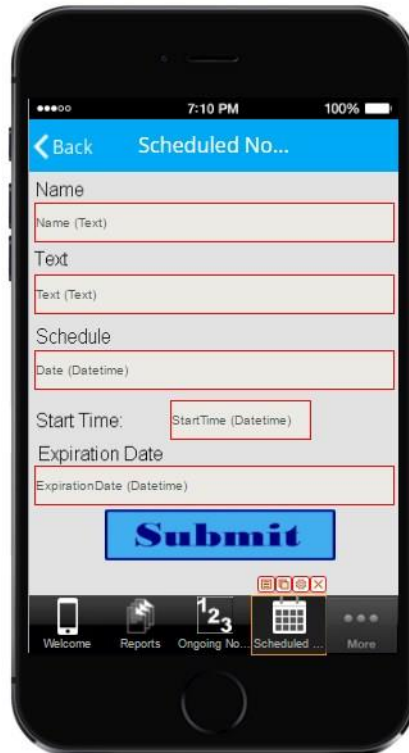 7:10 PM 100%
Back Scheduled No...
Name
Name (Text)
Text
Text (Text)
Schedule
Date (Datetime)
Start Time: StartTime (Datetime)
Expiration Date
ExpirationDate (Datetime)
Submit
123
Welcome Reports Ongoing No... Scheduled ... More